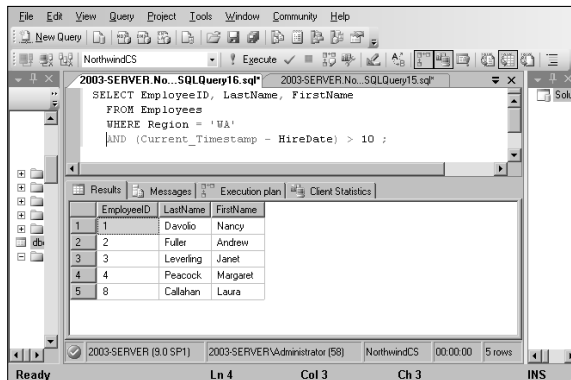 File Edit View Query Project Tools Window Community Help
New Query
NorthwindCS Execute
2003-SERVER.No...SQLQuery16.sql* 2003-SERVER.No...SQLQuery15.sql*
SELECT EmployeeID, LastName, FirstName
FROM Employees
WHERE Region = 'WA'
AND (Current_Timestamp - HireDate) > 10 ;
Results Messages Execution plan Client Statistics
EmployeeID LastName FirstName
1 1 Davolio Nancy
2 2 Fuller Andrew
3 3 Leverling Janet
4 4 Peacock Margaret
5 8 Callahan Laura
2003-SERVER (9.0 SP1) 2003-SERVER\Administrator (58) NorthwindCS 00:00:00 5 rows
Ready Ln 4 Col 3 Ch 3 INS